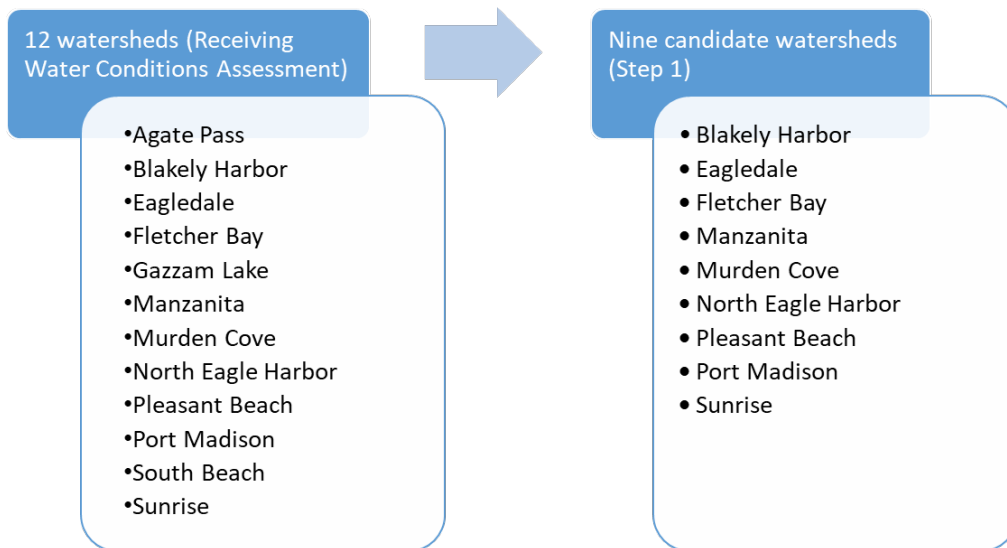 12 watersheds (Receiving
Water Conditions Assessment)
•Agate Pass
•Blakely Harbor
•Eagledale
•Fletcher Bay
•Gazzam Lake
•Manzanita
•Murden Cove
•North Eagle Harbor
•Pleasant Beach
•Port Madison
•South Beach
•Sunrise
Nine candidate watersheds
(Step 1)
• Blakely Harbor
• Eagledale
• Fletcher Bay
• Manzanita
• Murden Cove
• North Eagle Harbor
• Pleasant Beach
• Port Madison
• Sunrise